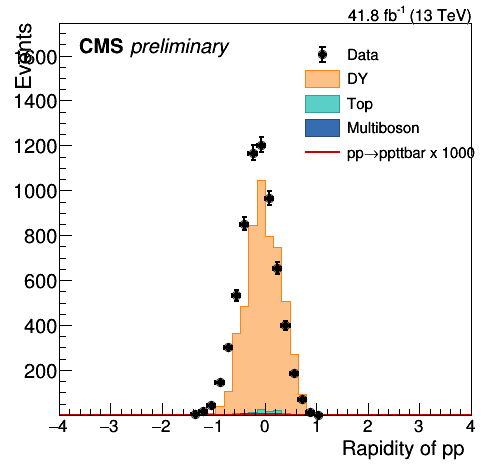 41.8 fb⁻¹ (13 TeV)
CMS preliminary
Events
Data
DY
Top
Multiboson
pp→ppttbar x 1000
1600
1400
1200
1000
800
600
400
200
−4 −3 −2 −1 0 1 2 3 4
Rapidity of pp